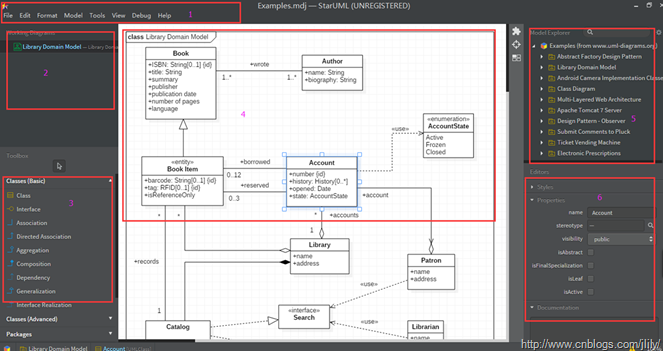 Examples.mdj — StarUML (UNREGISTERED)
File Edit Format Model Tools View Debug Help
1
Working Diagrams
Library Domain Model — Library Dom
2
Toolbox
Classes (Basic)
Class
Interface
Association
Directed Association
Aggregation
Composition
Dependency
Generalization
Interface Realization
3
Classes (Advanced)
Packages
class Library Domain Model
Book
+ISBN: String[0..1] {id}
+title: String
+summary
+publisher
+publication date
+number of pages
+language
+wrote
1..*
1..*
Author
+name: String
+biography: String
4
«enumeration»
AccountState
Active
Frozen
Closed
«use»
«entity»
Book Item
+barcode: String[0..1] {id}
+tag: RFID[0..1] {id}
+isReferenceOnly
+borrowed
0..12
+reserved
0..3
Account
+number {id}
+history: History[0..*]
+opened: Date
+state: AccountState
+account
*
*
*
+accounts
1
Library
+name
+address
+records
Patron
+name
+address
«use»
«interface»
Search
«use»
1
Catalog
Librarian
+name
Model Explorer
Examples (from www.uml-diagrams.org)
Abstract Factory Design Pattern
Library Domain Model
Android Camera Implementation Classe
Class Diagram
Multi-Layered Web Architecture
Apache Tomcat 7 Server
Design Pattern - Observer
Submit Comments to Pluck
Ticket Vending Machine
Electronic Prescriptions
5
Editors
Styles
6
Properties
name Account
stereotype —
visibility public
isAbstract
isFinalSpecialization
isLeaf
isActive
Documentation
Library Domain Model Account
http://www.cnblogs.com/jlily/